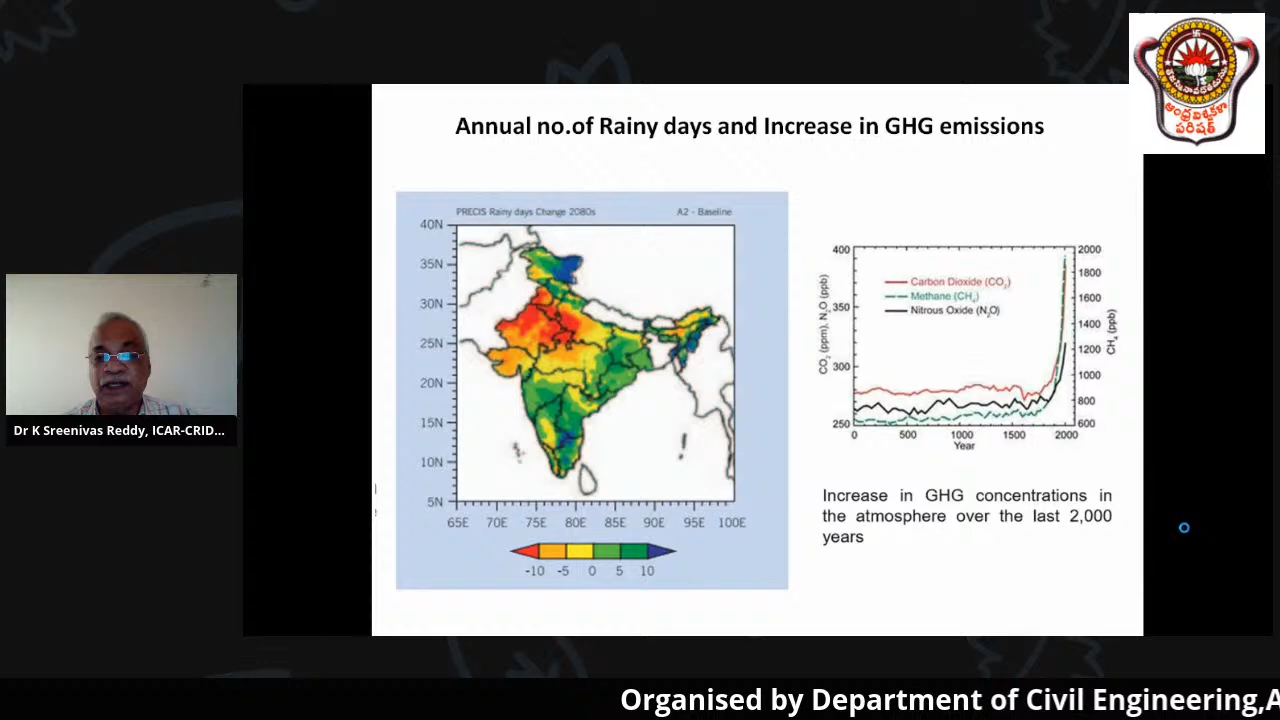 Annual no.of Rainy days and Increase in GHG emissions
PRECIS Rainy days Change 2080s
A2 - Baseline
40N
35N
30N
25N
20N
15N
10N
5N
65E 70E 75E 80E 85E 90E 95E 100E
-10 -5 0 5 10
CO₂ (ppm), N₂O (ppb)
400
350
300
250
Carbon Dioxide (CO₂)
Methane (CH₄)
Nitrous Oxide (N₂O)
2000
1800
1600
1400
1200
1000
800
600
CH₄ (ppb)
0 500 1000 1500 2000
Year
Increase in GHG concentrations in
the atmosphere over the last 2,000
years
Dr K Sreenivas Reddy, ICAR-CRID...
ఆంధ్ర విశ్వకళా
పరిషత్
Organised by Department of Civil Engineering,A